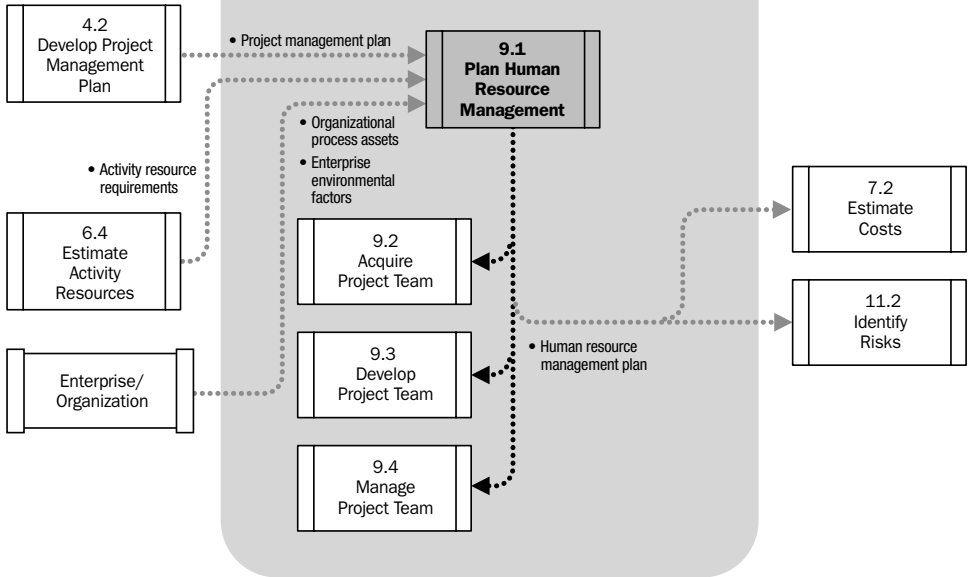 4.2
Develop Project
Management
Plan
• Project management plan
9.1
Plan Human
Resource
Management
• Organizational
process assets
• Enterprise
environmental
factors
• Activity resource
requirements
6.4
Estimate
Activity
Resources
Enterprise/
Organization
9.2
Acquire
Project Team
9.3
Develop
Project Team
9.4
Manage
Project Team
• Human resource
management plan
7.2
Estimate
Costs
11.2
Identify
Risks